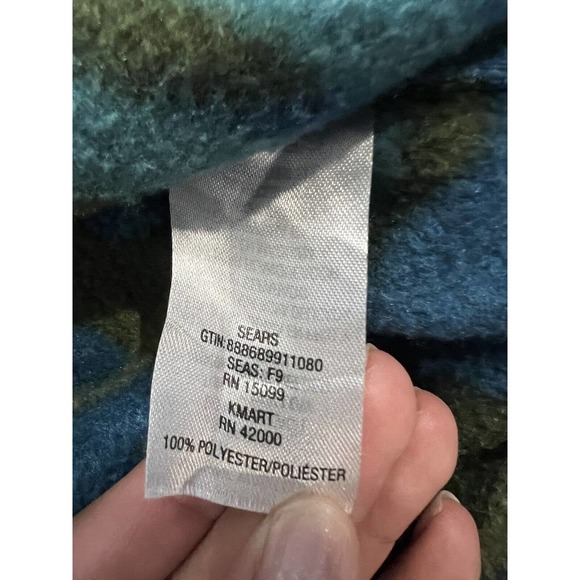 SEARS
GTIN:888689911080
SEAS: F9
RN 15099
KMART
RN 42000
100% POLYESTER/POLIÉSTER